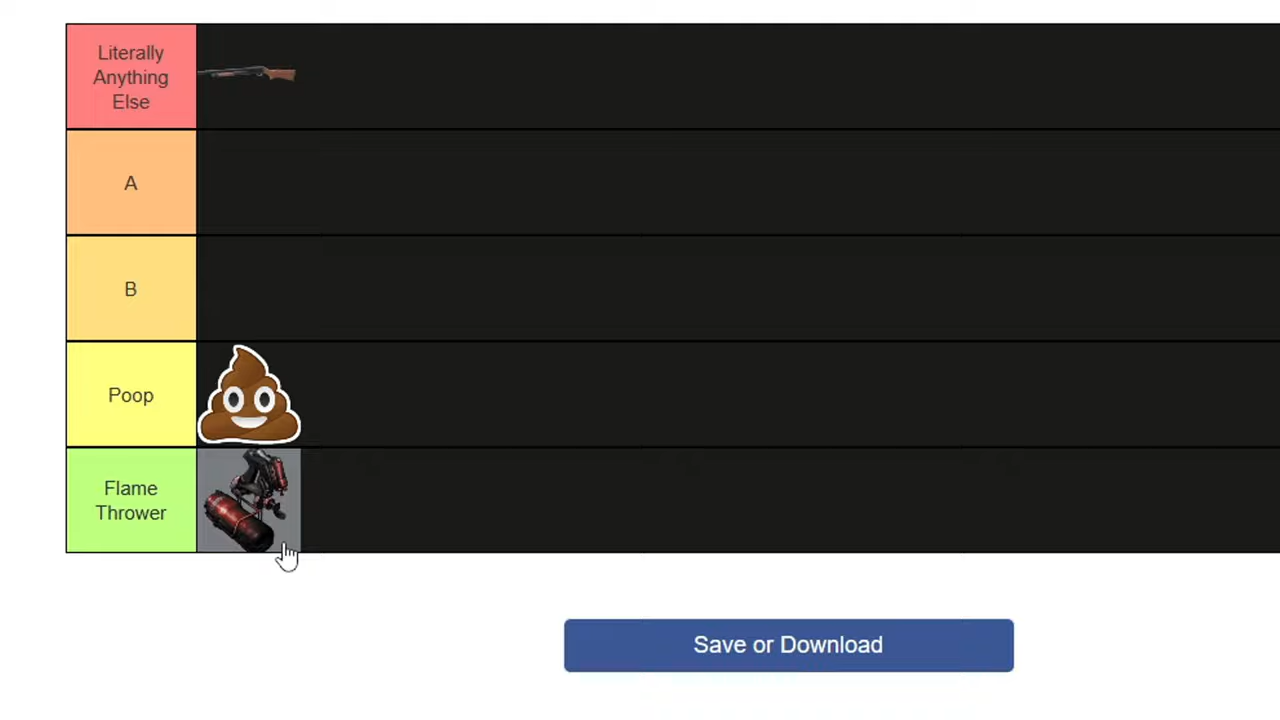 Literally
Anything
Else
A
B
Poop
Flame
Thrower
Save or Download